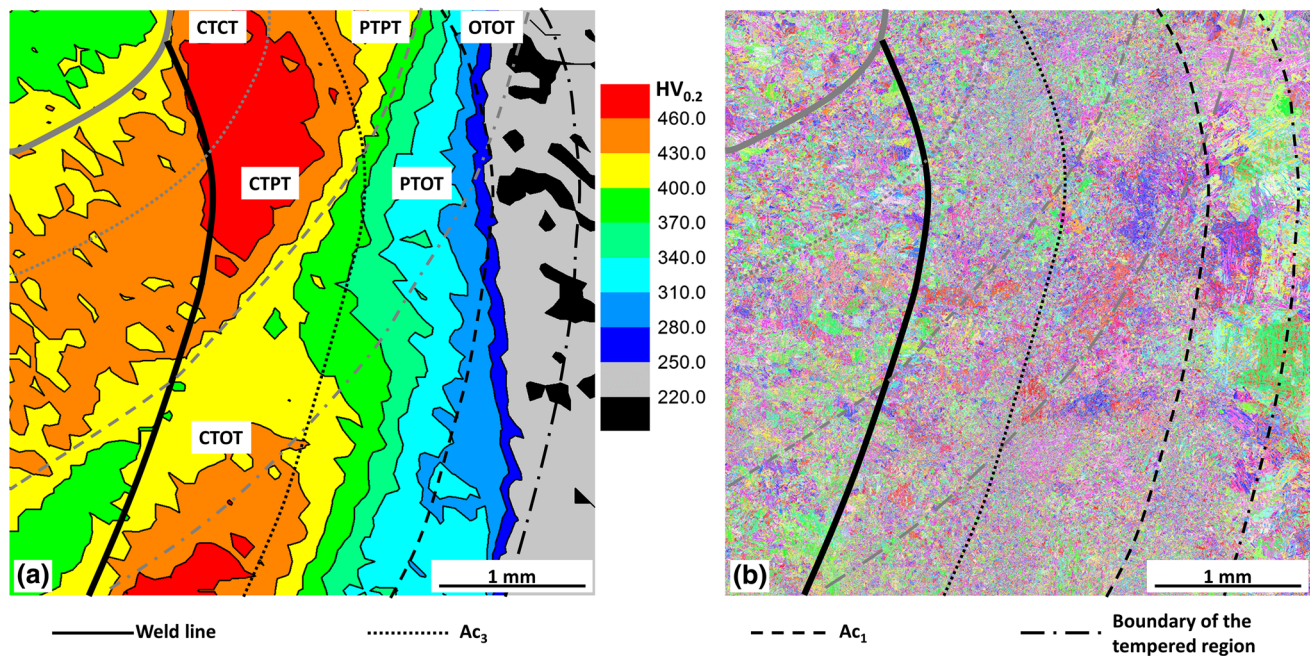 CTCT
PTPT
OTOT
CTPT
PTOT
CTOT
(a)
1 mm
HV0.2
460.0
430.0
400.0
370.0
340.0
310.0
280.0
250.0
220.0
(b)
1 mm
Weld line
Ac3
Ac1
Boundary of the
tempered region